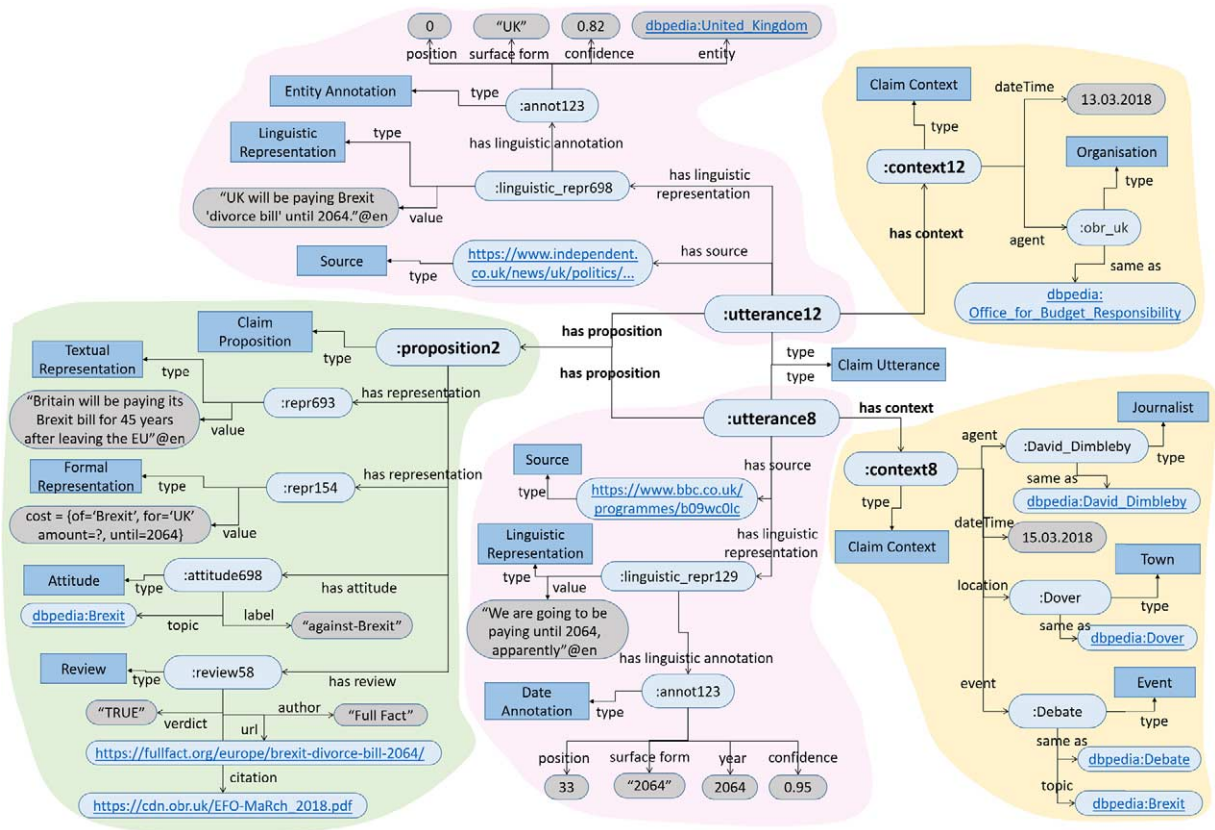 0
"UK"
0.82
dbpedia:United_Kingdom
position
surface form
confidence
entity
Entity Annotation
type
:annot123
Linguistic
Representation
type
has linguistic annotation
:linguistic_repr698
has linguistic
representation
"UK will be paying Brexit
'divorce bill' until 2064."@en
value
Source
type
https://www.independent.
co.uk/news/uk/politics/...
has source
:utterance12
Claim Context
type
dateTime
13.03.2018
:context12
Organisation
type
has context
agent
:obr_uk
same as
dbpedia:
Office_for_Budget_Responsibility
has proposition
has proposition
type
type
Claim Utterance
:utterance8
Claim
Proposition
type
:proposition2
Textual
Representation
type
has representation
:repr693
"Britain will be paying its
Brexit bill for 45 years
after leaving the EU"@en
value
Formal
Representation
type
has representation
:repr154
cost = {of='Brexit', for='UK'
amount=?, until=2064}
value
Attitude
type
:attitude698
has attitude
dbpedia:Brexit
topic
label
"against-Brexit"
Review
type
:review58
has review
"TRUE"
verdict
author
"Full Fact"
url
https://fullfact.org/europe/brexit-divorce-bill-2064/
citation
https://cdn.obr.uk/EFO-MaRch_2018.pdf
Source
type
has source
https://www.bbc.co.uk/
programmes/b09wc0lc
Linguistic
Representation
has linguistic
representation
type
value
:linguistic_repr129
"We are going to be
paying until 2064,
apparently"@en
has linguistic annotation
Date
Annotation
type
:annot123
position
surface form
year
confidence
33
"2064"
2064
0.95
has context
:context8
type
Claim Context
agent
:David_Dimbleby
Journalist
type
same as
dbpedia:David_Dimbleby
dateTime
15.03.2018
location
:Dover
Town
type
same as
dbpedia:Dover
event
:Debate
Event
type
same as
dbpedia:Debate
topic
dbpedia:Brexit